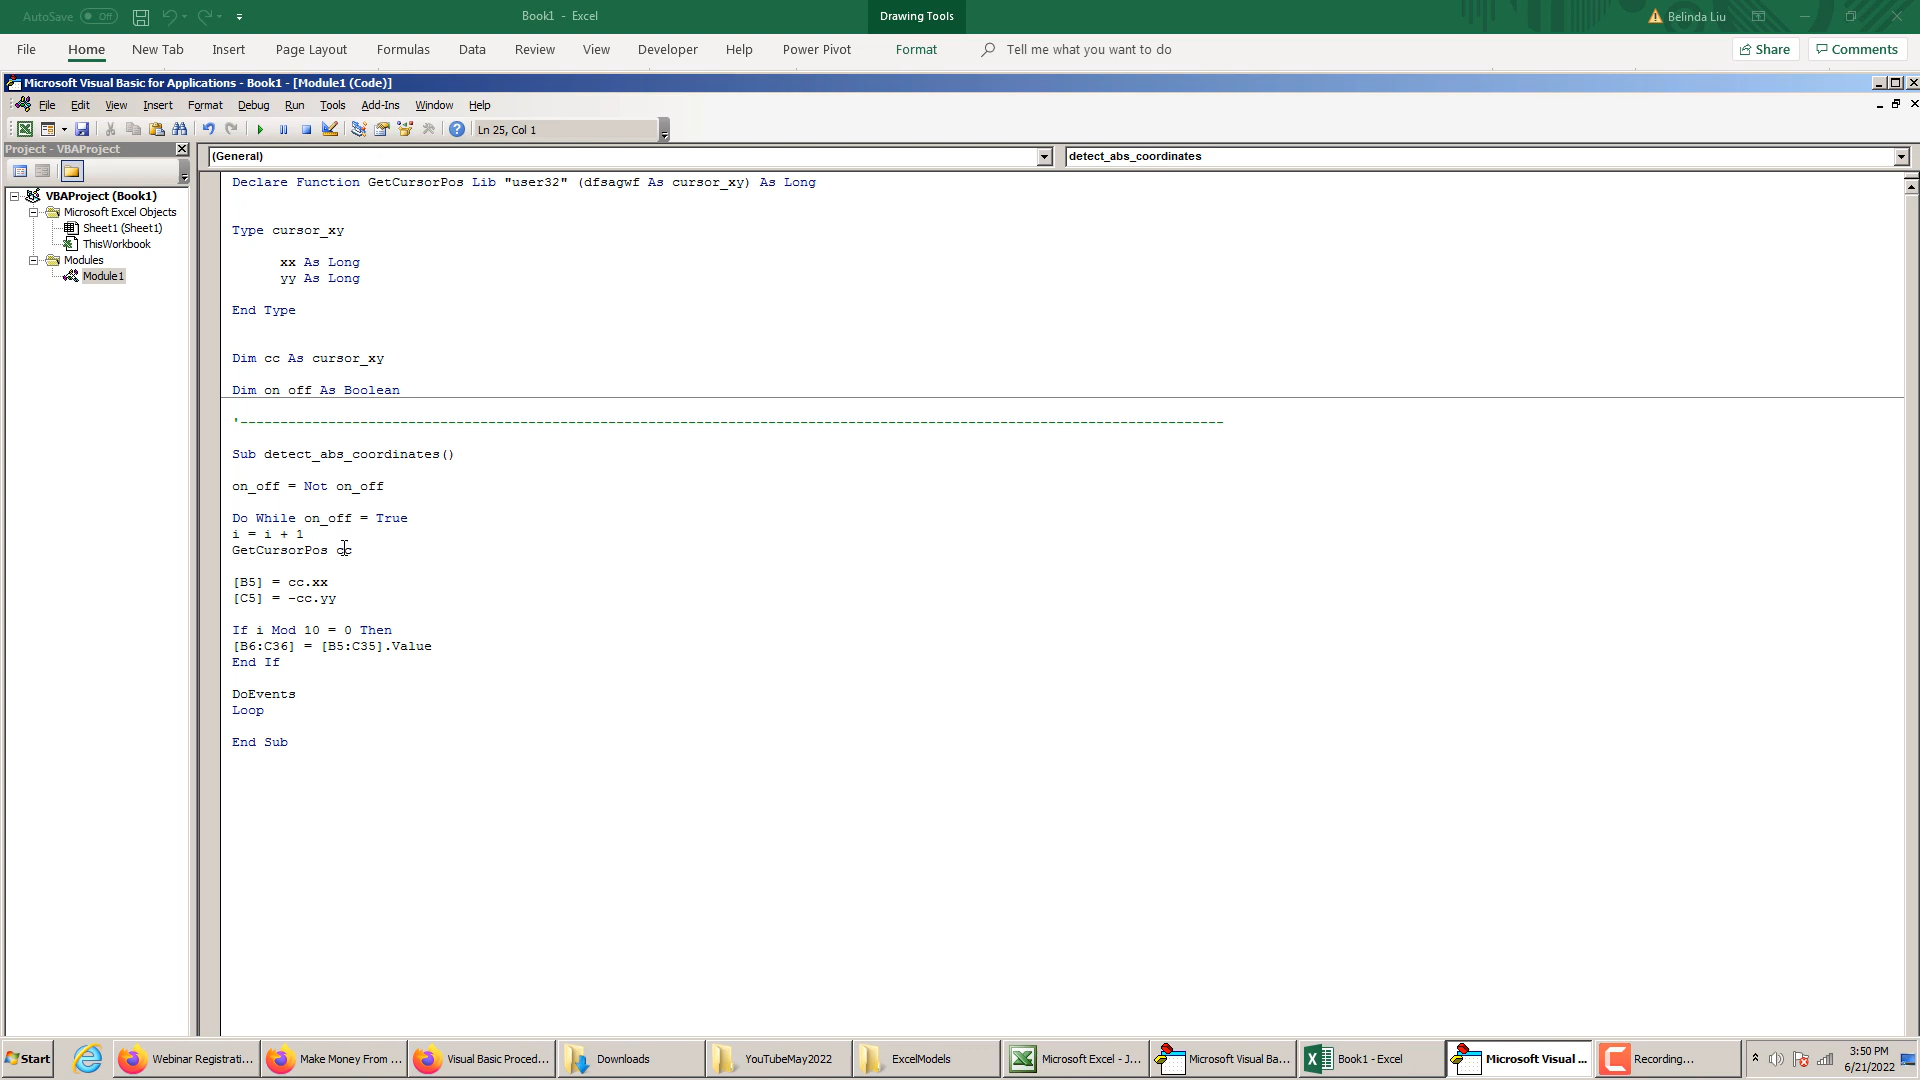 AutoSave Off Book1 - Excel Drawing Tools Belinda Liu
File Home New Tab Insert Page Layout Formulas Data Review View Developer Help Power Pivot Format Tell me what you want to do Share Comments
Microsoft Visual Basic for Applications - Book1 - [Module1 (Code)]
File Edit View Insert Format Debug Run Tools Add-Ins Window Help
Ln 25, Col 1
Project - VBAProject
(General) detect_abs_coordinates
VBAProject (Book1)
Microsoft Excel Objects
Sheet1 (Sheet1)
ThisWorkbook
Modules
Module1
Declare Function GetCursorPos Lib "user32" (dfsagwf As cursor_xy) As Long
Type cursor_xy
xx As Long
yy As Long
End Type
Dim cc As cursor_xy
Dim on off As Boolean
'---------------------------------------------------------------------------------------------------------------------------
Sub detect_abs_coordinates()
on_off = Not on_off
Do While on_off = True
i = i + 1
GetCursorPos cc
[B5] = cc.xx
[C5] = -cc.yy
If i Mod 10 = 0 Then
[B6:C36] = [B5:C35].Value
End If
DoEvents
Loop
End Sub
Start Webinar Registrati... Make Money From ... Visual Basic Proced... Downloads YouTubeMay2022 ExcelModels Microsoft Excel - J... Microsoft Visual Ba... Book1 - Excel Microsoft Visual ... Recording... 3:50 PM
6/21/2022